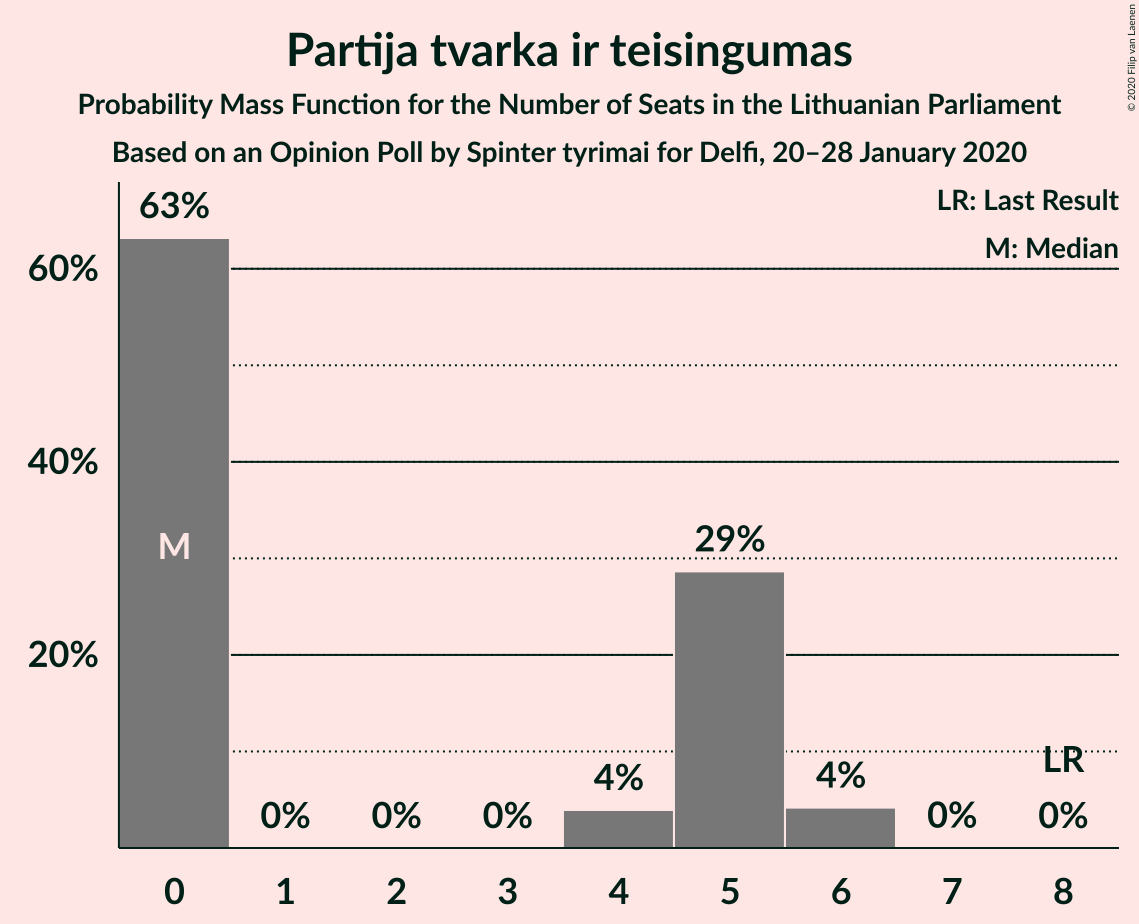 Partija tvarka ir teisingumas
Probability Mass Function for the Number of Seats in the Lithuanian Parliament
Based on an Opinion Poll by Spinter tyrimai for Delfi, 20–28 January 2020
© 2020 Filip van Laenen
LR: Last Result
M: Median
63%
60%
40%
20%
M
0%
0%
0%
4%
29%
4%
0%
LR
0%
0 1 2 3 4 5 6 7 8